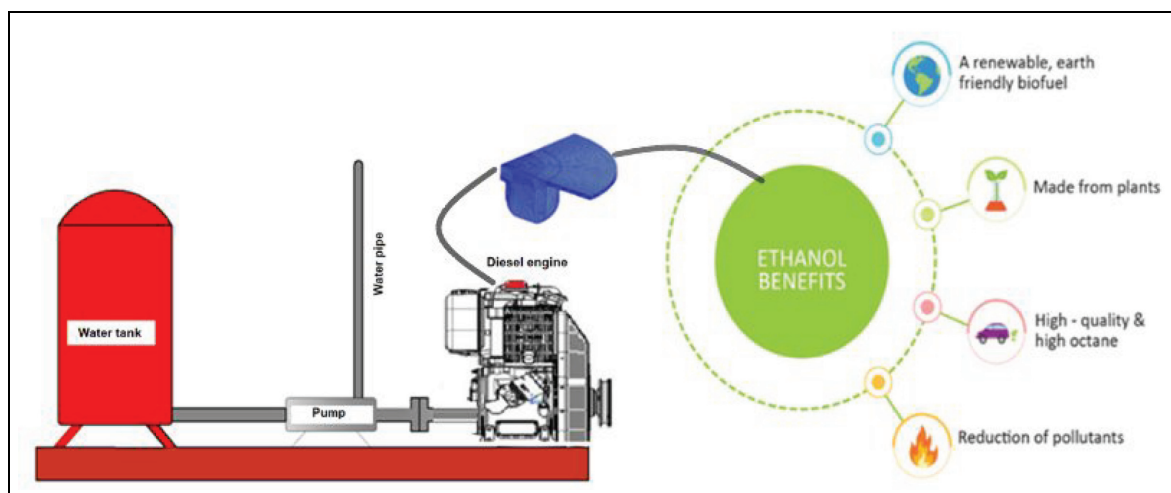 Water tank
Water pipe
Pump
Diesel engine
ETHANOL
BENEFITS
A renewable, earth
friendly biofuel
Made from plants
High - quality &
high octane
Reduction of pollutants